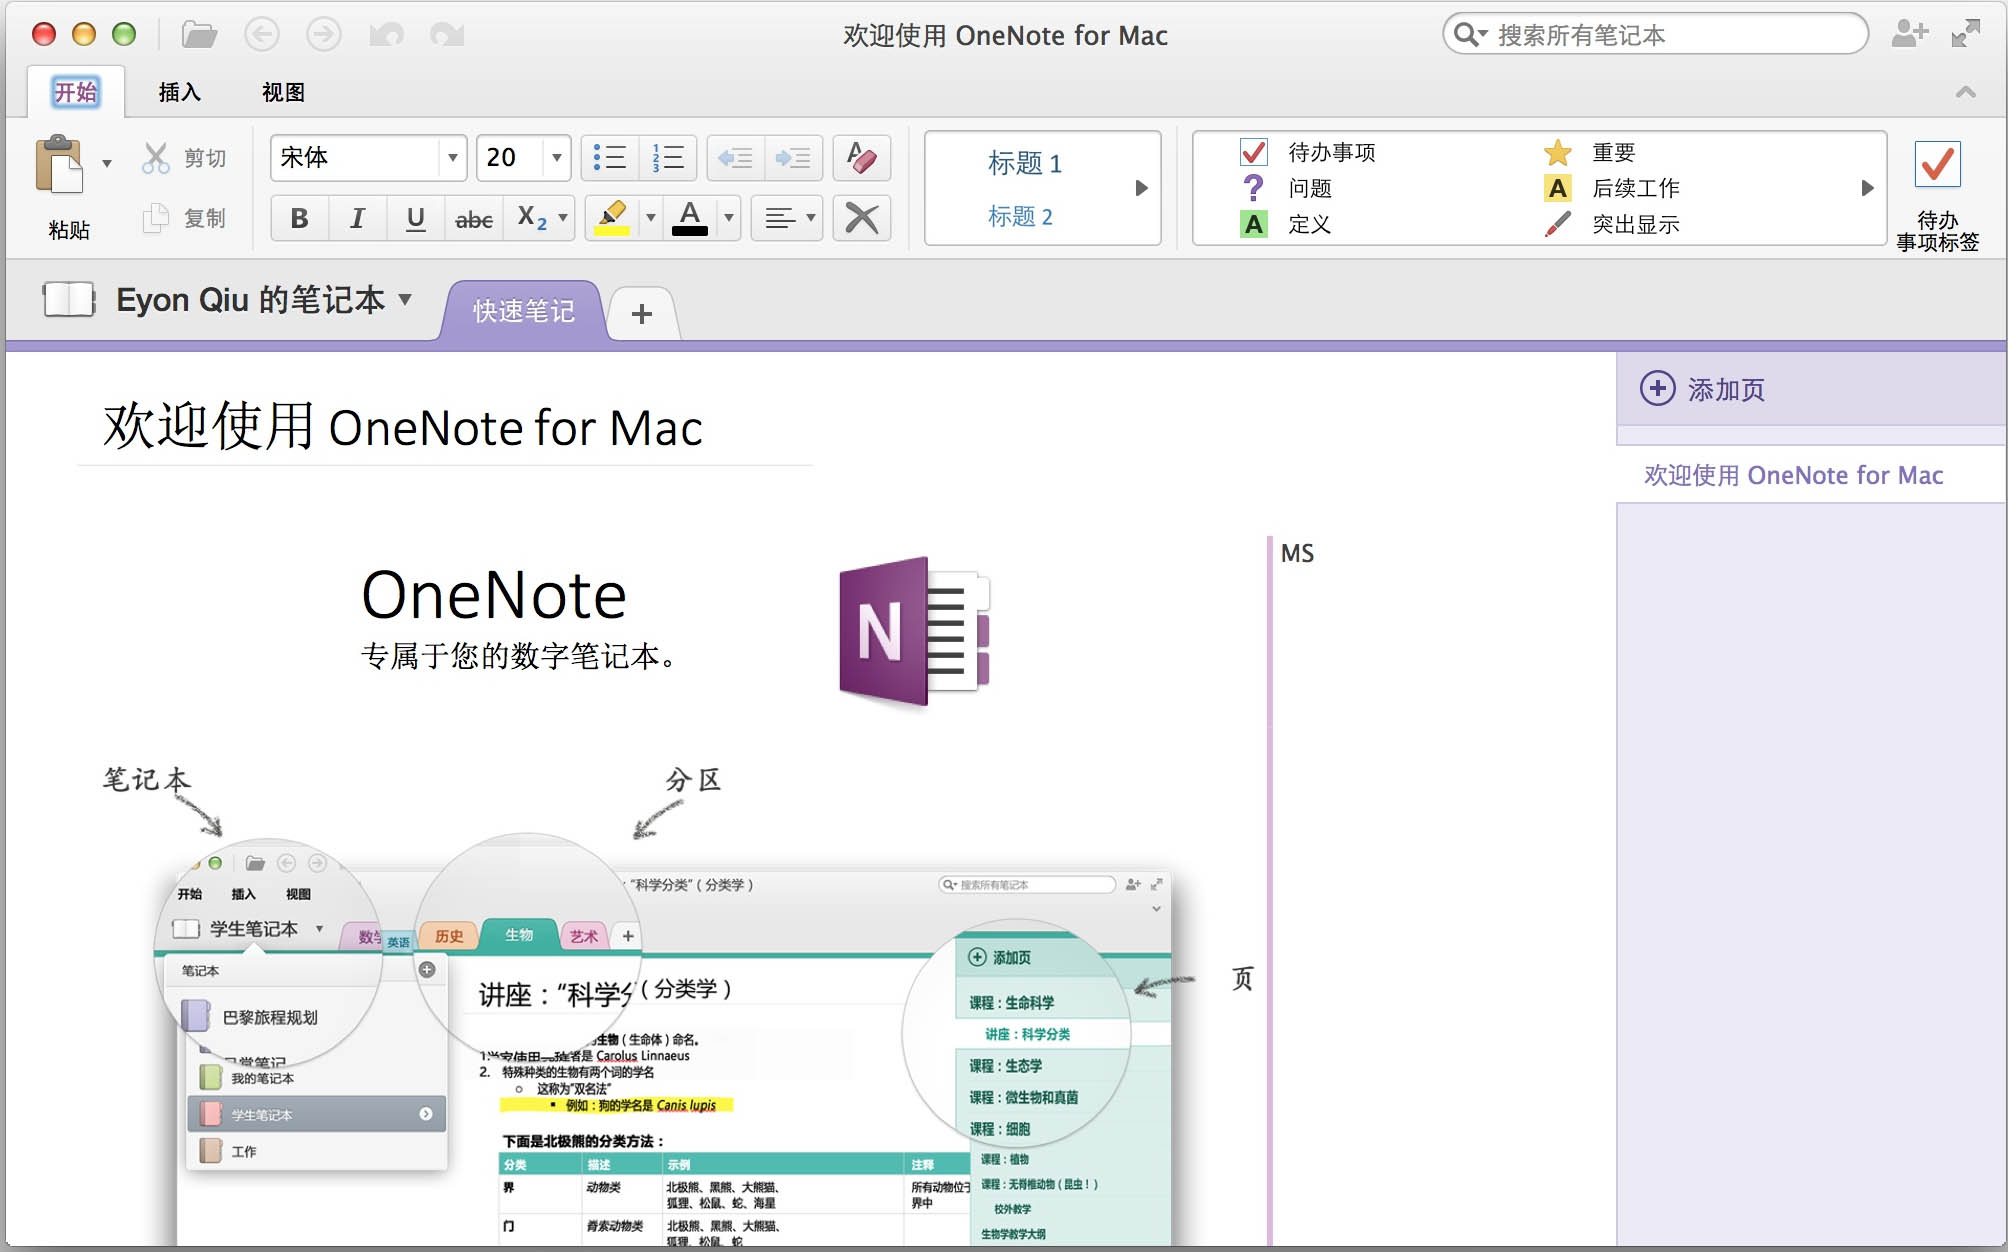 欢迎使用 OneNote for Mac
搜索所有笔记本
开始 插入 视图
粘贴
剪切
复制
宋体 20
B I U abc X2 A
标题 1
标题 2
待办事项 重要
问题 后续工作
定义 突出显示
待办
事项标签
Eyon Qiu 的笔记本
快速笔记
+
添加页
欢迎使用 OneNote for Mac
欢迎使用 OneNote for Mac
MS
OneNote
专属于您的数字笔记本。
N
笔记本
分区
页
开始 插入 视图
“科学分类”（分类学）
搜索所有笔记本
学生笔记本
数学 英语 历史 生物 艺术 +
笔记本
巴黎旅程规划
我的笔记本
学生笔记本
工作
讲座：“科学分（分类学）
生物（生命体）命名。
是 Carolus Linnaeus
2. 特殊种类的生物有两个词的学名
这称为“双名法”
例如：狗的学名是 Canis lupis
下面是北极熊的分类方法：
分类 描述 示例 注释
界 动物类 北极熊、黑熊、大熊猫、 所有动物位于
狐狸、松鼠、蛇、海星 界中
门 脊索动物类 北极熊、黑熊、大熊猫、
狐狸、松鼠、蛇
添加页
课程：生命科学
讲座：科学分类
课程：生态学
课程：微生物和真菌
课程：细胞
课程：植物
课程：无脊椎动物（昆虫！）
校外教学
生物学教学大纲